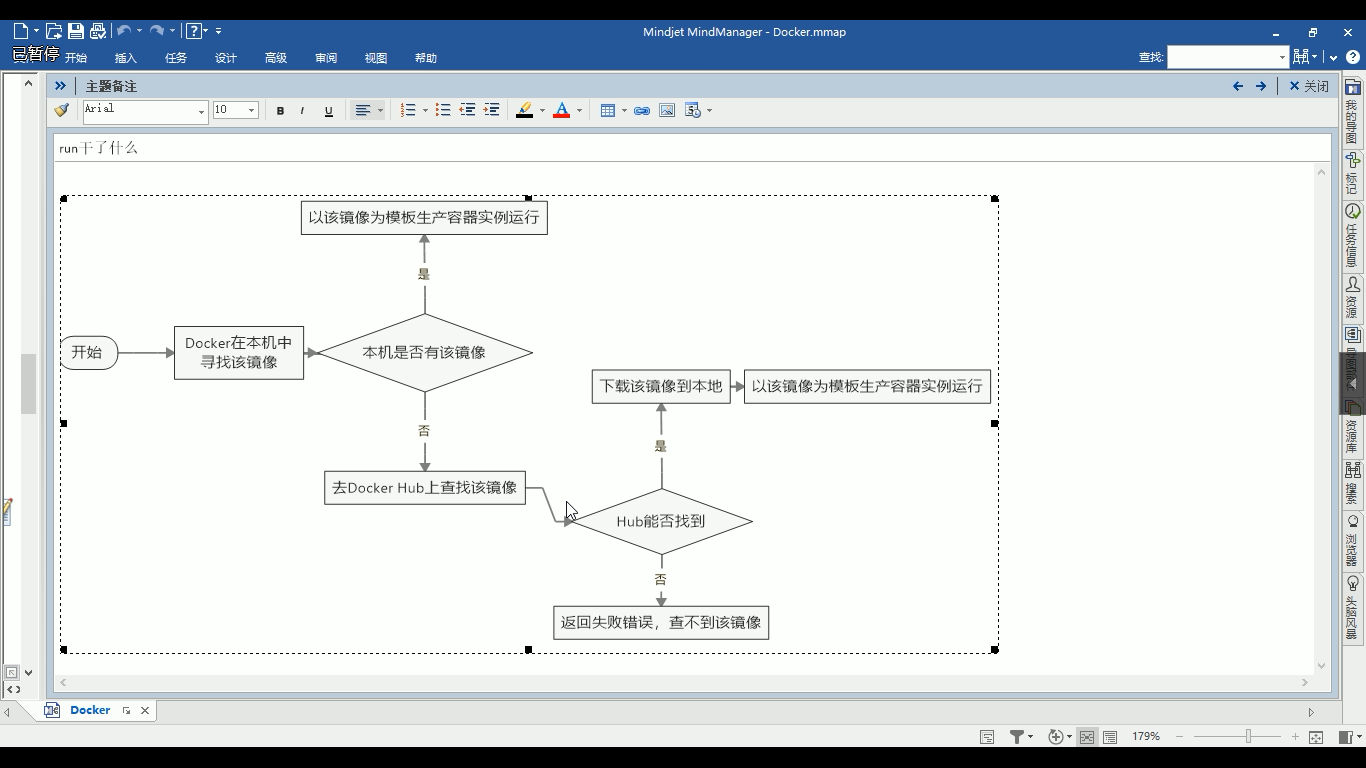 Mindjet MindManager - Docker.mmap
已暂停
开始
插入
任务
设计
高级
审阅
视图
帮助
查找:
主题备注
关闭
Arial
10
B
I
U
A
run干了什么
以该镜像为模板生产容器实例运行
是
开始
Docker在本机中
寻找该镜像
本机是否有该镜像
下载该镜像到本地
以该镜像为模板生产容器实例运行
否
是
去Docker Hub上查找该镜像
Hub能否找到
否
返回失败错误，查不到该镜像
我的导图
标记
任务信息
资源
资源库
搜索
浏览器
头脑风暴
Docker
179%